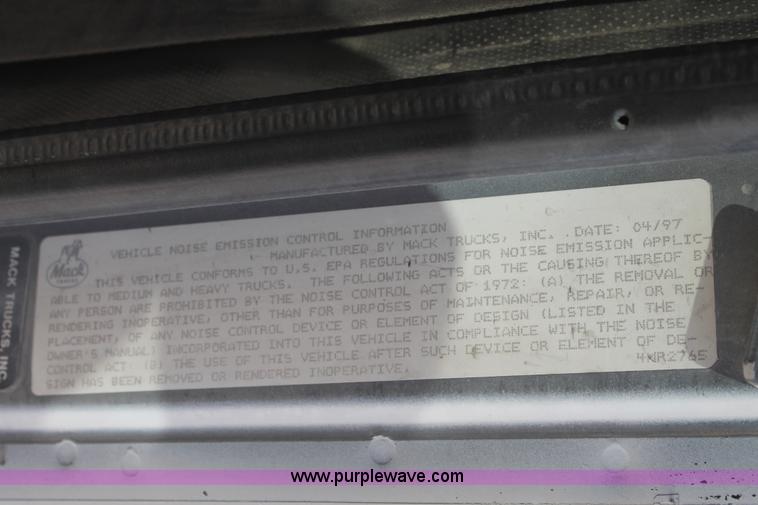 VEHICLE NOISE EMISSION CONTROL INFORMATION
MANUFACTURED BY MACK TRUCKS, INC. DATE: 04/97
THIS VEHICLE CONFORMS TO U.S. EPA REGULATIONS FOR NOISE EMISSION APPLIC-
ABLE TO MEDIUM AND HEAVY TRUCKS. THE FOLLOWING ACTS OR THE CAUSING THEREOF BY
ANY PERSON ARE PROHIBITED BY THE NOISE CONTROL ACT OF 1972: (A) THE REMOVAL OR
RENDERING INOPERATIVE, OTHER THAN FOR PURPOSES OF MAINTENANCE, REPAIR, OR RE-
PLACEMENT, OF ANY NOISE CONTROL DEVICE OR ELEMENT OF DESIGN (LISTED IN THE
OWNER'S MANUAL) INCORPORATED INTO THIS VEHICLE IN COMPLIANCE WITH THE NOISE
CONTROL ACT: (B) THE USE OF THIS VEHICLE AFTER SUCH DEVICE OR ELEMENT OF DE-
SIGN HAS BEEN REMOVED OR RENDERED INOPERATIVE.
4WR2765
Mack
TRUCKS
MACK TRUCKS, INC
www.purplewave.com